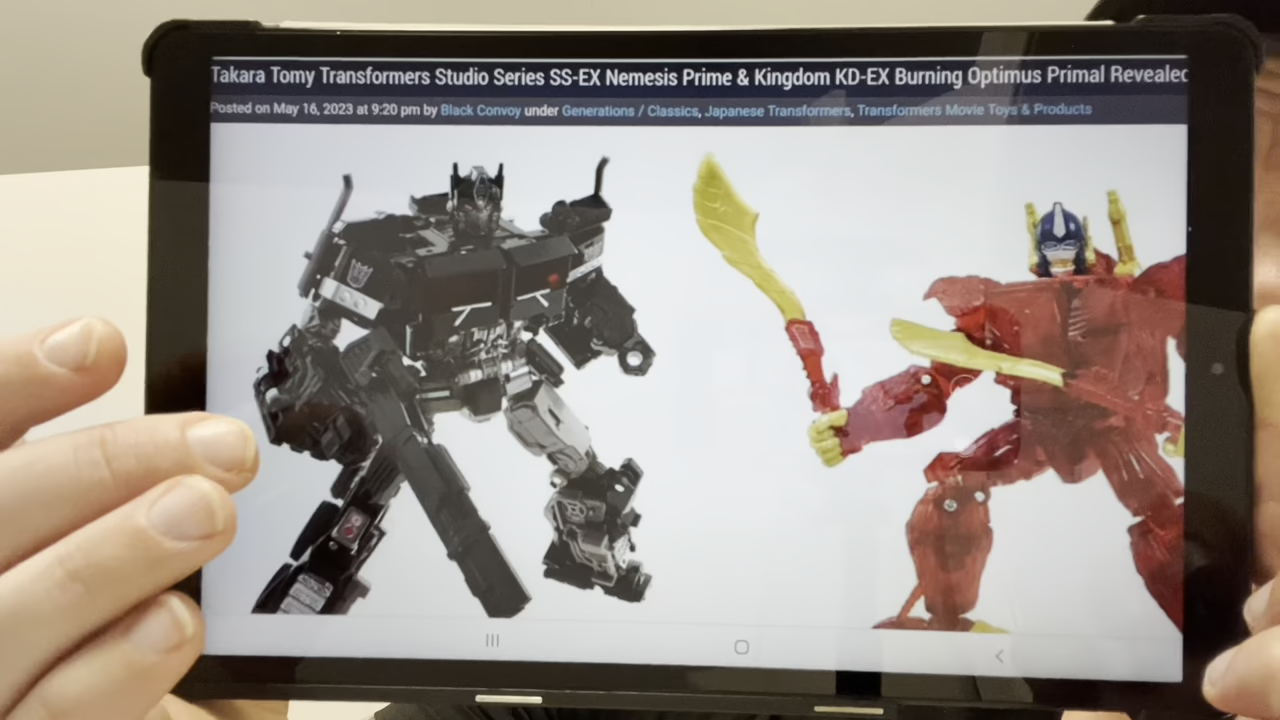 Takara Tomy Transformers Studio Series SS-EX Nemesis Prime & Kingdom KD-EX Burning Optimus Primal Revealed
Posted on May 16, 2023 at 9:20 pm by Black Convoy under Generations / Classics, Japanese Transformers, Transformers Movie Toys & Products